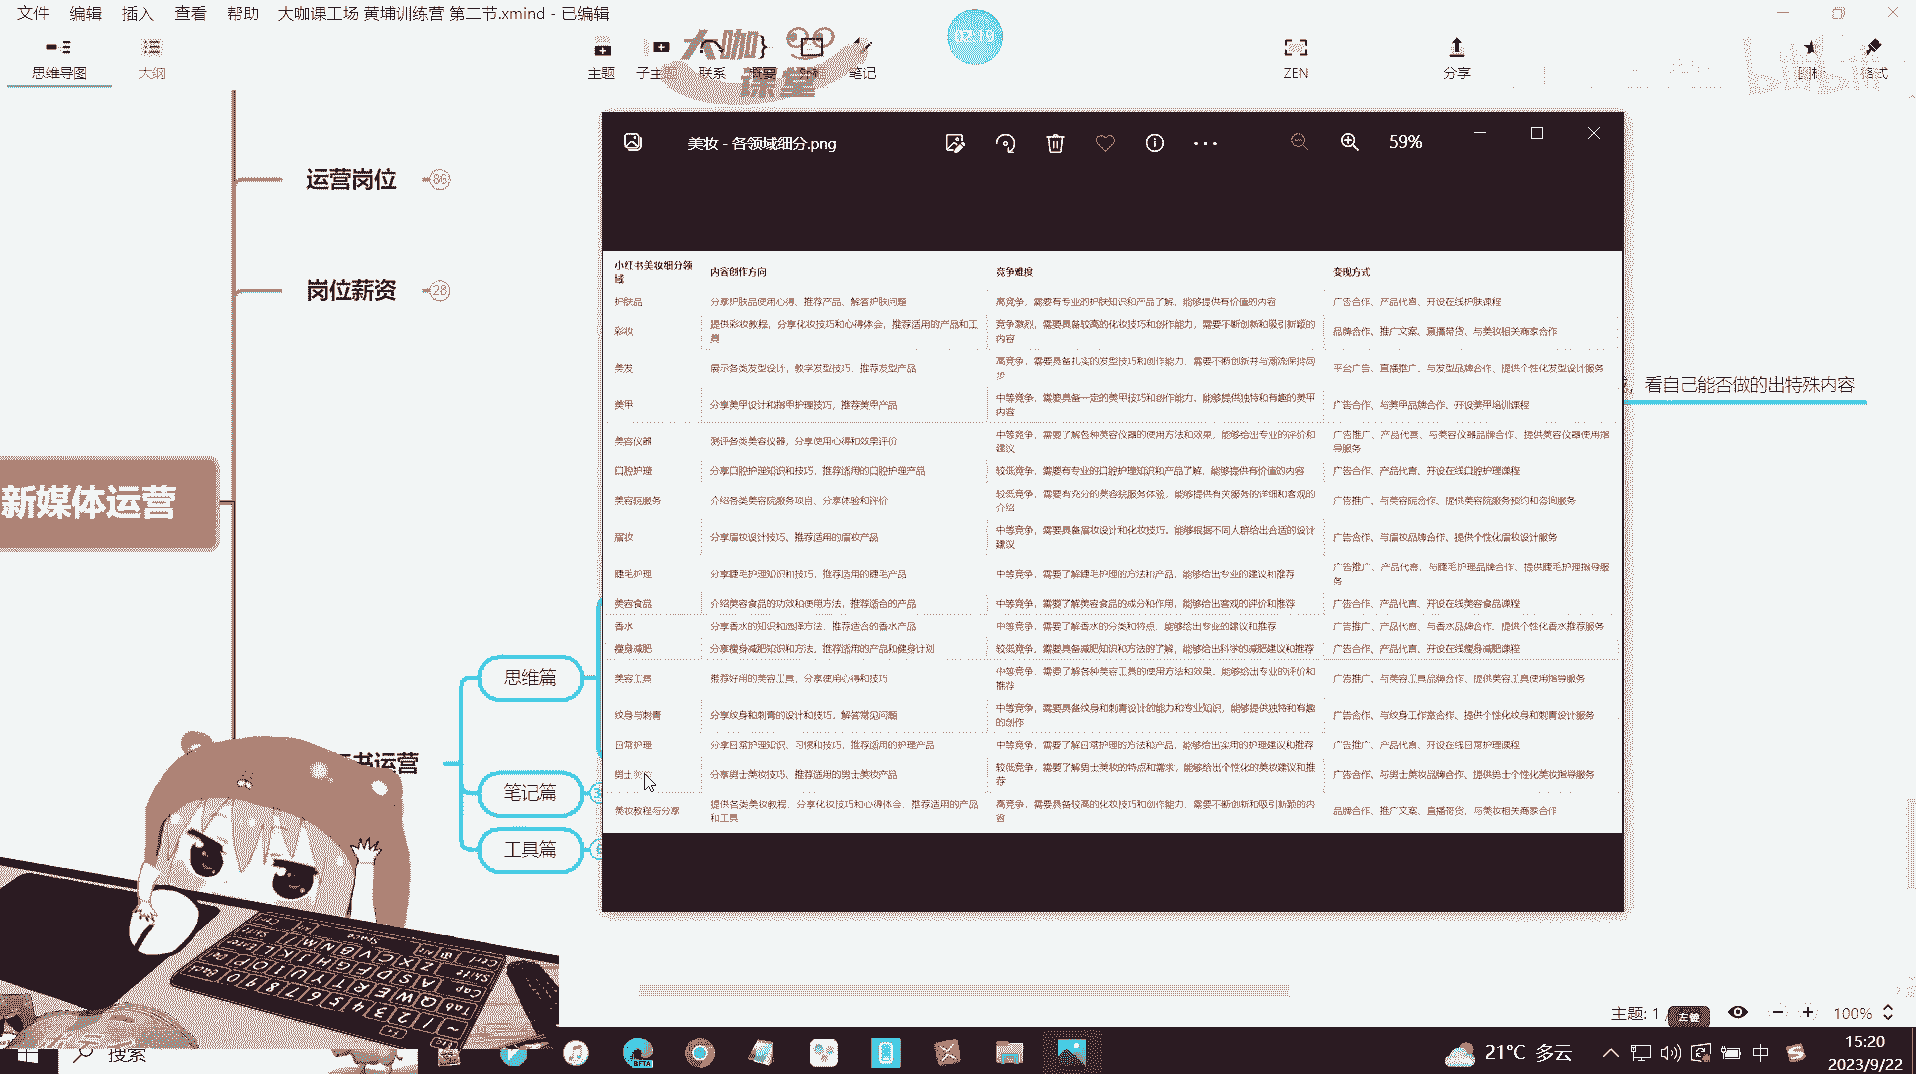 文件 编辑 插入 查看 帮助 大咖课工场 黄埔训练营 第二节.xmind - 已编辑
思维导图 大纲 主题 联系 笔记 ZEN 分享 格式
大咖
课堂
02:19
运营岗位 86
岗位薪资 28
新媒体运营
书运营
思维篇
笔记篇
工具篇
看自己能否做的出特殊内容
美妆 - 各领域细分.png 59%
小红书美妆细分领域 内容创作方向 竞争难度 变现方式
护肤品 分享护肤品使用心得、推荐产品、解答护肤问题 高竞争，需要有专业的护肤知识和产品了解，能够提供有价值的内容 广告合作、产品代言、开设在线护肤课程
彩妆 提供彩妆教程，分享化妆技巧和心得体会，推荐适用的产品和工具 竞争激烈，需要具备较高的化妆技巧和创作能力，需要不断创新和吸引新颖的内容 品牌合作、推广文案、直播带货、与美妆相关商家合作
美发 展示各类发型设计，教学发型技巧，推荐发型产品 高竞争，需要具备扎实的发型技巧和创作能力，需要不断创新并与潮流保持同步 平台广告、直播推广、与发型品牌合作、提供个性化发型设计服务
美甲 分享美甲设计和指甲护理技巧，推荐美甲产品 中等竞争，需要具备一定的美甲技巧和创作能力，能够提供独特和有趣的美甲内容 广告合作、与美甲品牌合作、开设美甲培训课程
美容仪器 测评各类美容仪器，分享使用心得和效果评价 中等竞争，需要了解各种美容仪器的使用方法和效果，能够给出专业的评价和建议 广告推广、产品代言、与美容仪器品牌合作、提供美容仪器使用指导服务
口腔护理 分享口腔护理知识和技巧，推荐适用的口腔护理产品 较低竞争，需要有专业的口腔护理知识和产品了解，能够提供有价值的内容 广告合作、产品代言、开设在线口腔护理课程
美容院服务 介绍各类美容院服务项目，分享体验和评价 较低竞争，需要有充分的美容院服务体验，能够提供有关服务的详细和客观的介绍 广告推广、与美容院合作、提供美容院服务预约和咨询服务
眉妆 分享眉妆设计技巧、推荐适用的眉妆产品 中等竞争，需要具备眉妆设计和化妆技巧，能够根据不同人群给出合适的设计建议 广告合作、与眉妆品牌合作、提供个性化眉妆设计服务
睫毛护理 分享睫毛护理知识和技巧，推荐适用的睫毛产品 中等竞争，需要了解睫毛护理的方法和产品，能够给出专业的建议和推荐 广告推广、产品代言、与睫毛护理品牌合作、提供睫毛护理指导服务
美容食品 介绍美容食品的功效和使用方法，推荐适合的产品 中等竞争，需要了解美容食品的成分和作用，能够给出客观的评价和推荐 广告合作、产品代言、开设在线美容食品课程
香水 分享香水的知识和选择方法，推荐适合的香水产品 中等竞争，需要了解香水的分类和特点，能够给出专业的建议和推荐 广告推广、产品代言、与香水品牌合作、提供个性化香水推荐服务
瘦身减肥 分享瘦身减肥知识和方法，推荐适用的产品和健身计划 较低竞争，需要具备减肥知识和方法的了解，能够给出科学的减肥建议和推荐 广告合作、产品代言、开设在线瘦身减肥课程
美容工具 推荐好用的美容工具，分享使用心得和技巧 中等竞争，需要了解各种美容工具的使用方法和效果，能够给出专业的评价和推荐 广告推广、与美容工具品牌合作、提供美容工具使用指导服务
纹身与刺青 分享纹身和刺青的设计和技巧，解答常见问题 中等竞争，需要具备纹身和刺青设计的能力和专业知识，能够提供独特和有趣的创作 广告合作、与纹身工作室合作、提供个性化纹身和刺青设计服务
日常护理 分享日常护理知识、习惯和技巧，推荐适用的护理产品 中等竞争，需要了解日常护理的方法和产品，能够给出实用的护理建议和推荐 广告推广、产品代言、开设在线日常护理课程
男士美妆 分享男士美妆技巧、推荐适用的男士美妆产品 较低竞争，需要了解男士美妆的特点和需求，能够给出个性化的美妆建议和推荐 广告合作、与男士美妆品牌合作、提供男士个性化美妆指导服务
美妆教程与分享 提供各类美妆教程，分享化妆技巧和心得体会，推荐适用的产品和工具 高竞争，需要具备较高的化妆技巧和创作能力，需要不断创新和吸引新颖的内容 品牌合作、推广文案、直播带货、与美妆相关商家合作
主题: 1 100%
搜索 21°C 多云 中 15:20
2023/9/22